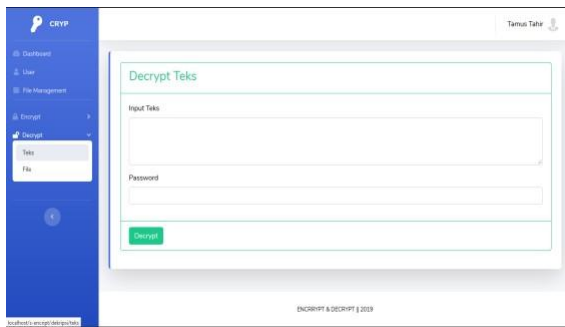 CRYP
Tamus Tahir
Dashboard
User
File Management
Encrypt
Decrypt
Teks
File
Decrypt Teks
Input Teks
Password
Decrypt
ENCRRYPT & DECRYPT || 2019
localhost/s-encrypt/dekripsi/teks